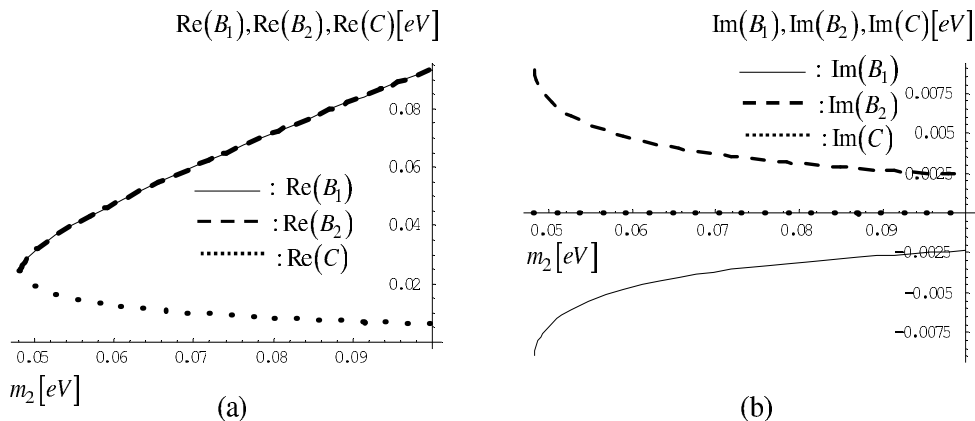 Re(B₁),Re(B₂),Re(C)[eV]
0.08
0.06
0.04
0.02
: Re(B₁)
: Re(B₂)
: Re(C)
0.05 0.06 0.07 0.08 0.09
m₂[eV]
(a)
Im(B₁),Im(B₂),Im(C)[eV]
: Im(B₁)
: Im(B₂)
: Im(C)
0.0075
0.005
0.0025
0.05 0.06 0.07 0.08 0.09
m₂[eV]
-0.0025
-0.005
-0.0075
(b)